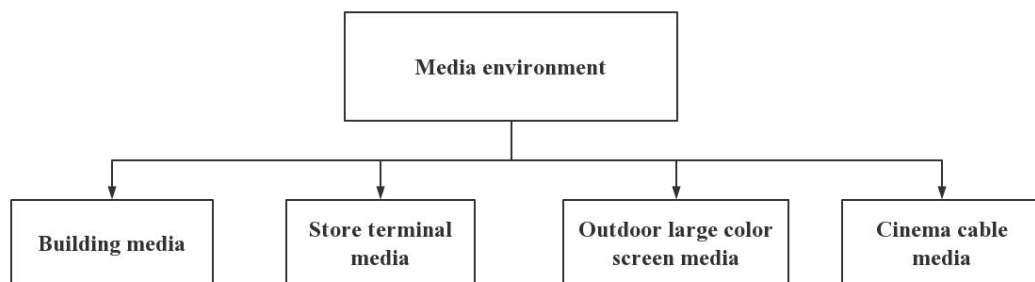 Media environment
Building media
Store terminal
media
Outdoor large color
screen media
Cinema cable
media